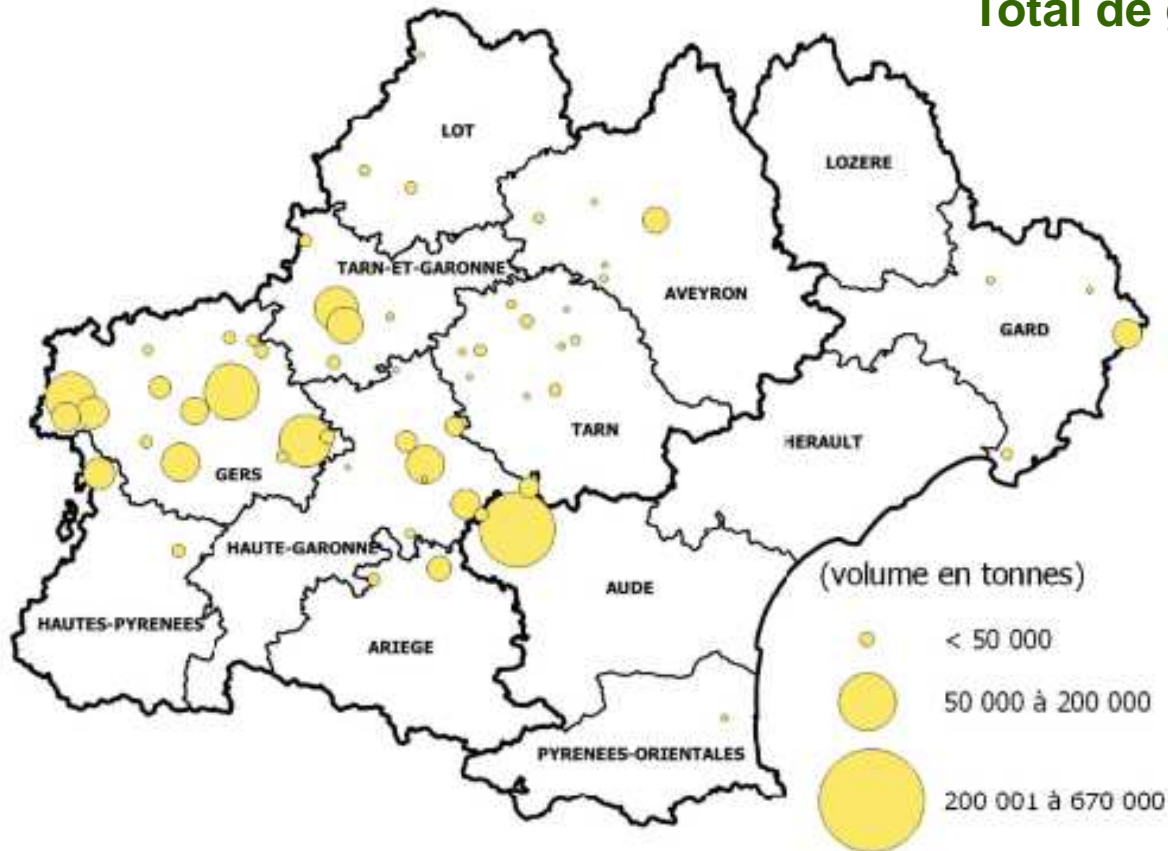 Total de
LOT
LOZERE
TARN-ET-GARONNE
AVEYRON
GARD
TARN
HERAULT
GERS
HAUTE-GARONNE
AUDE
HAUTES-PYRENEES
ARIEGE
PYRENEES-ORIENTALES
(volume en tonnes)
< 50 000
50 000 à 200 000
200 001 à 670 000